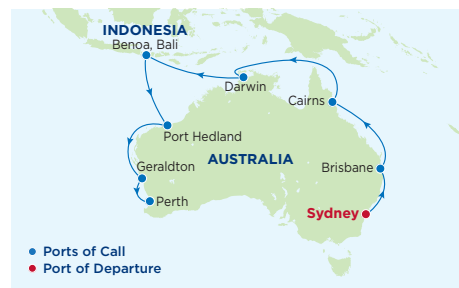 INDONESIA
Benoa, Bali
Darwin
Cairns
Port Hedland
Geraldton
AUSTRALIA
Brisbane
Perth
Sydney
Ports of Call
Port of Departure